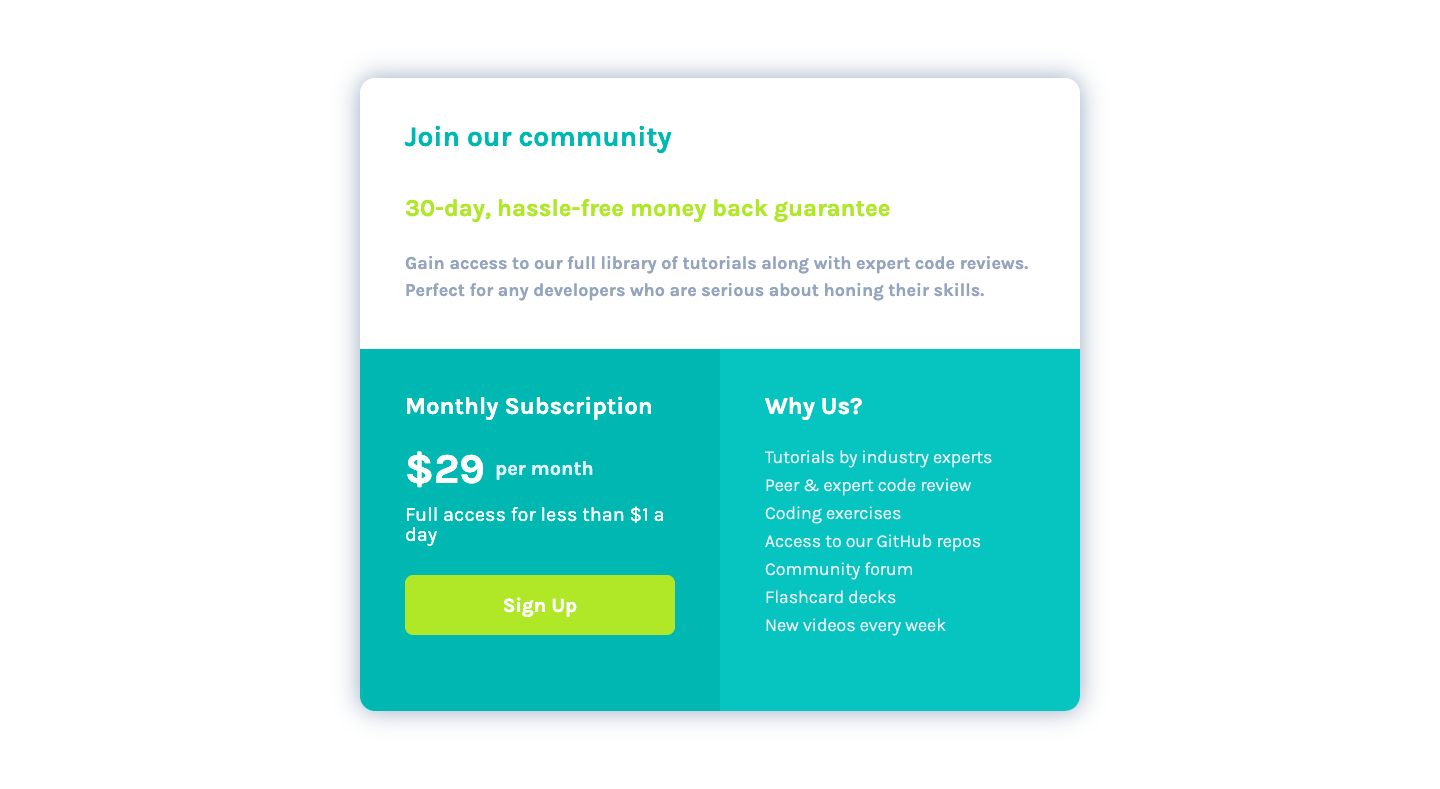 Join our community
30-day, hassle-free money back guarantee
Gain access to our full library of tutorials along with expert code reviews.
Perfect for any developers who are serious about honing their skills.
Monthly Subscription
$29 per month
Full access for less than $1 a
day
Sign Up
Why Us?
Tutorials by industry experts
Peer & expert code review
Coding exercises
Access to our GitHub repos
Community forum
Flashcard decks
New videos every week